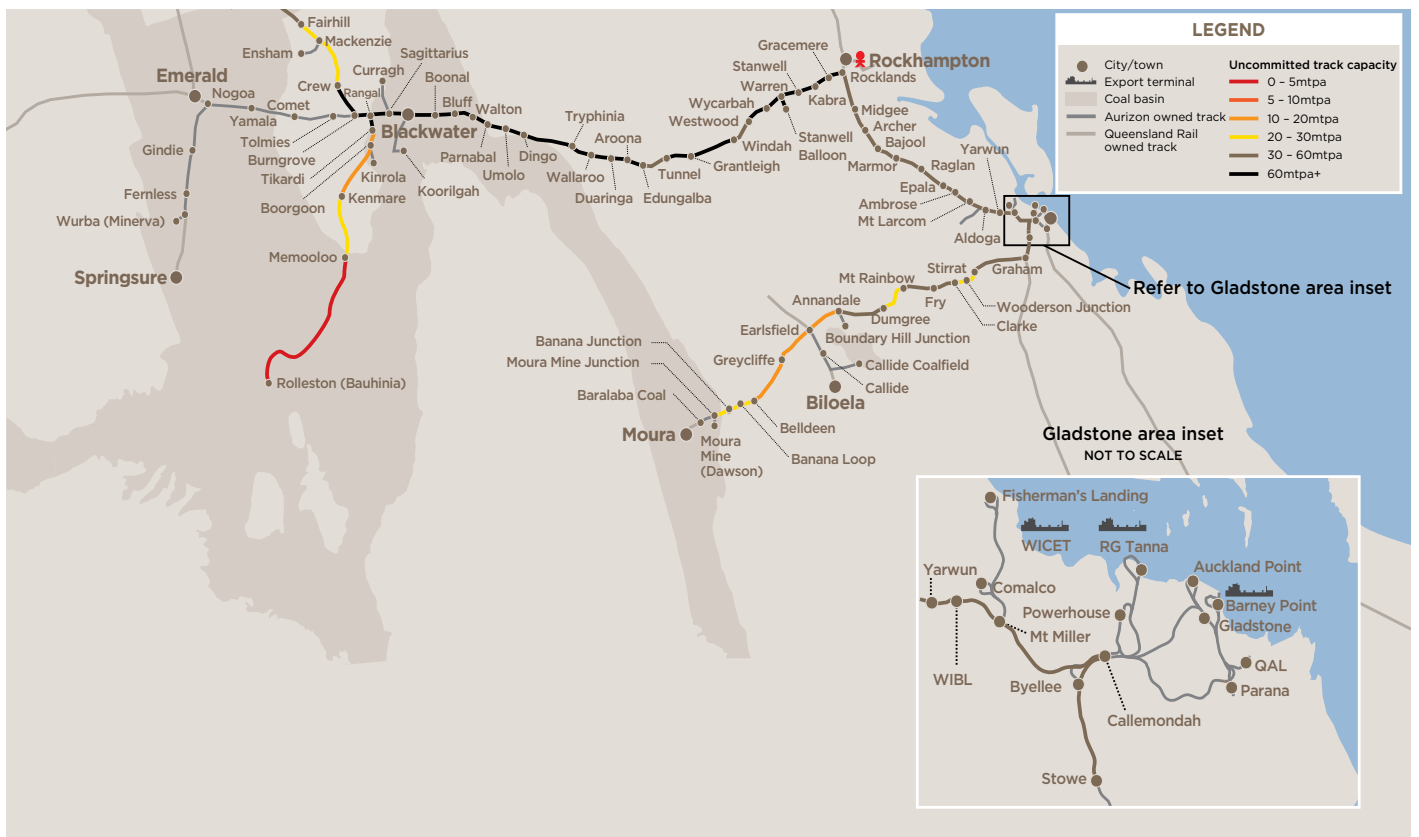 Fairhill
Mackenzie
Ensham
Sagittarius
Curragh
Boonal
Emerald
Nogoa
Crew
Rangal
Bluff
Walton
Comet
Yamala
Blackwater
Tolmies
Burngrove
Parnabal
Umolo
Dingo
Tryphinia
Aroona
Gindie
Tikardi
Kinrola
Koorilgah
Wallaroo
Duaringa
Edungalba
Tunnel
Grantleigh
Fernless
Boorgoon
Kenmare
Wurba (Minerva)
Memooloo
Springsure
Rolleston (Bauhinia)
Gracemere
Rockhampton
Stanwell
Rocklands
Warren
Kabra
Wycarbah
Westwood
Windah
Stanwell
Balloon
Midgee
Archer
Bajool
Marmor
Raglan
Yarwun
Epala
Ambrose
Mt Larcom
Aldoga
Graham
Stirrat
Mt Rainbow
Wooderson Junction
Clarke
Fry
Dumgree
Annandale
Boundary Hill Junction
Earlsfield
Callide Coalfield
Callide
Biloela
Greycliffe
Banana Junction
Moura Mine Junction
Baralaba Coal
Moura
Moura
Mine
(Dawson)
Belldeen
Banana Loop
Refer to Gladstone area inset
LEGEND
City/town
Export terminal
Coal basin
Aurizon owned track
Queensland Rail
owned track
Uncommitted track capacity
0 – 5mtpa
5 – 10mtpa
10 – 20mtpa
20 – 30mtpa
30 – 60mtpa
60mtpa+
Gladstone area inset
NOT TO SCALE
Fisherman's Landing
WICET
RG Tanna
Yarwun
Comalco
Auckland Point
Powerhouse
Barney Point
Gladstone
Mt Miller
WIBL
Byellee
QAL
Parana
Callemondah
Stowe